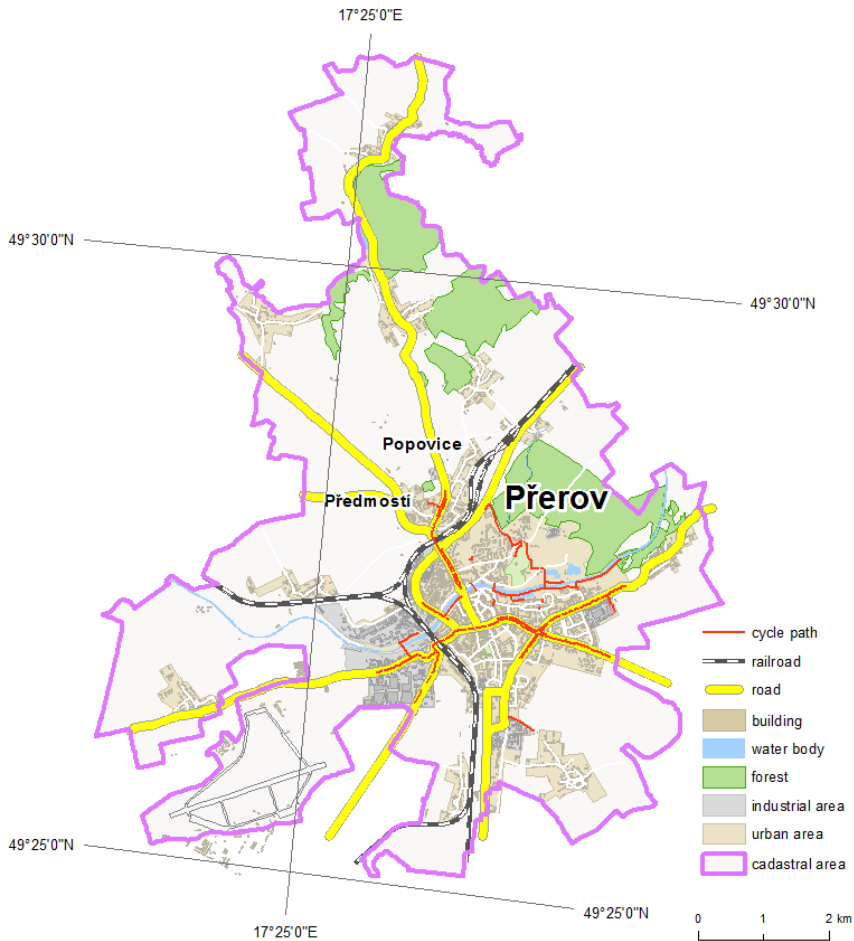 17°25'0"E
49°30'0"N
49°30'0"N
Popovice
Předmostí
Přerov
cycle path
railroad
road
building
water body
forest
industrial area
urban area
cadastral area
49°25'0"N
49°25'0"N
17°25'0"E
0 1 2 km